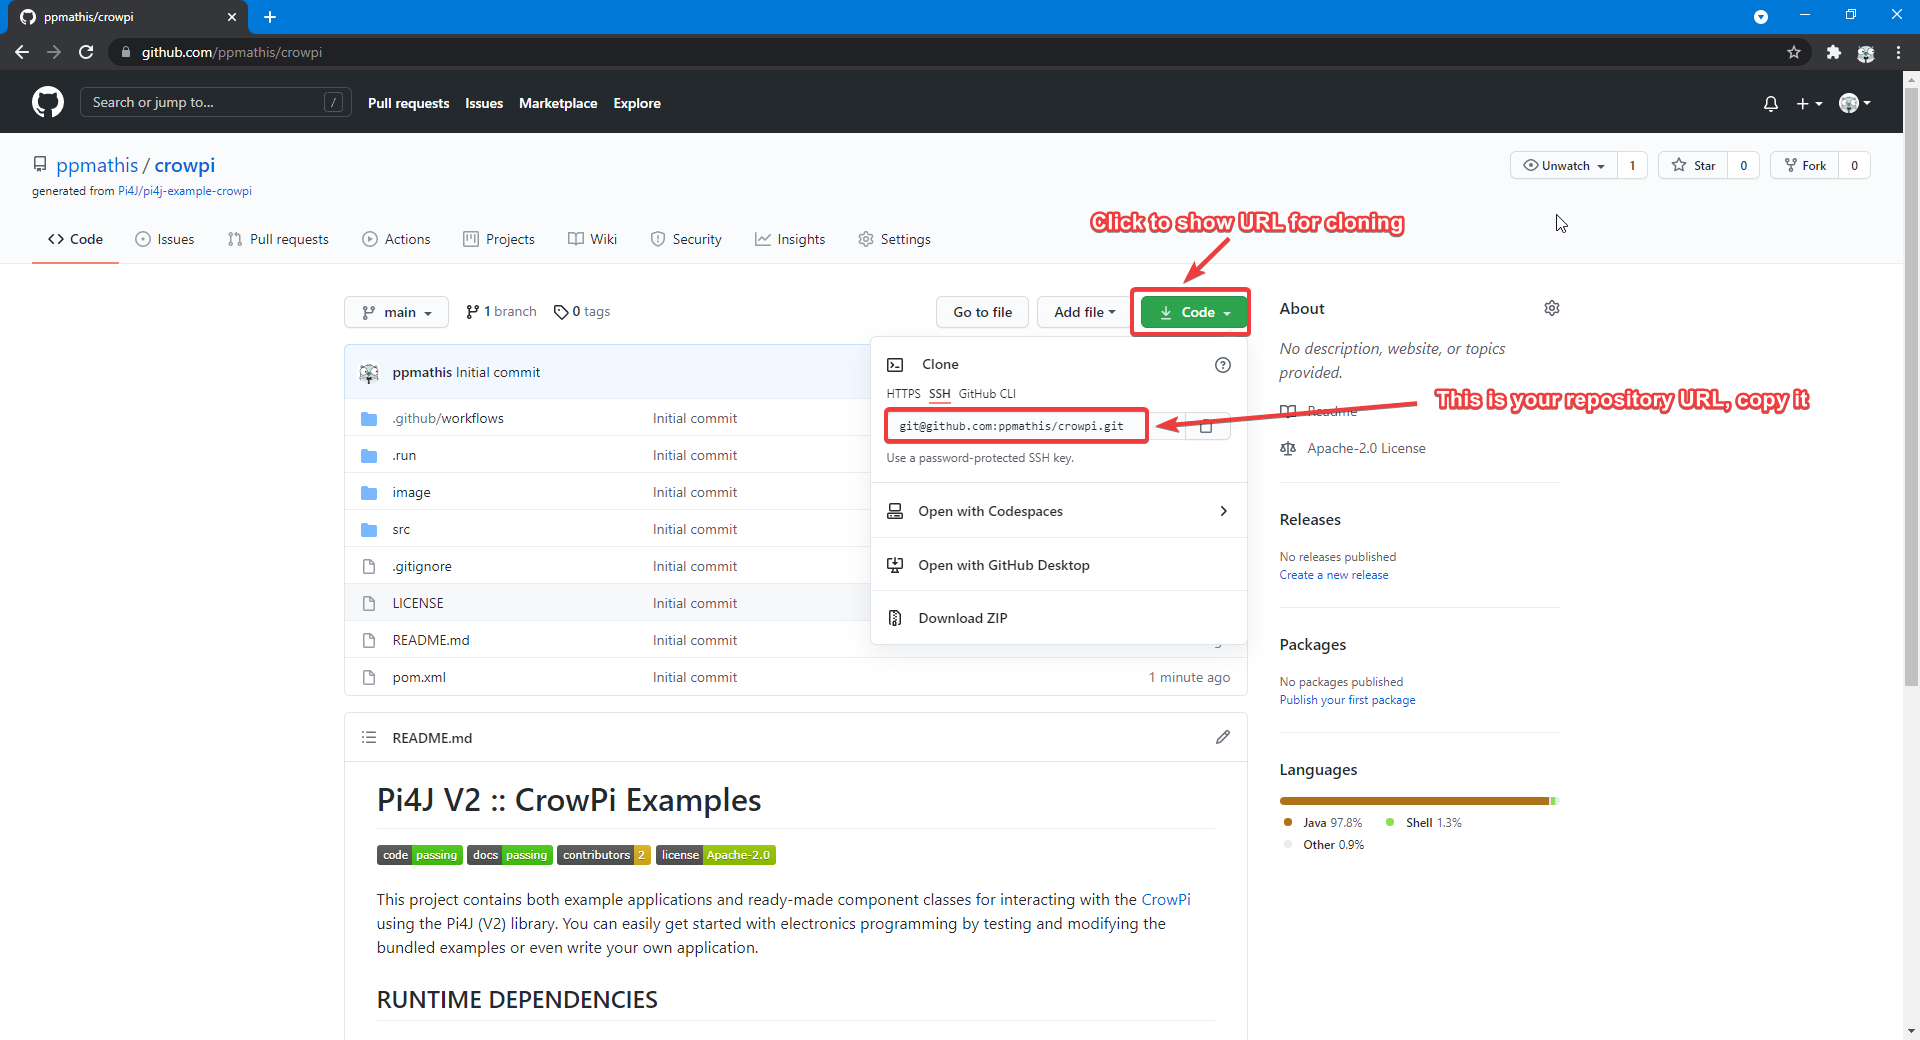 ppmathis/crowpi
github.com/ppmathis/crowpi
Search or jump to... /
Pull requests Issues Marketplace Explore
ppmathis / crowpi
generated from Pi4J/pi4j-example-crowpi
Unwatch 1 Star 0 Fork 0
Click to show URL for cloning
Code Issues Pull requests Actions Projects Wiki Security Insights Settings
main 1 branch 0 tags Go to file Add file Code
ppmathis Initial commit
.github/workflows Initial commit
.run Initial commit
image Initial commit
src Initial commit
.gitignore Initial commit
LICENSE Initial commit
README.md Initial commit
pom.xml Initial commit 1 minute ago
Clone
HTTPS SSH GitHub CLI
git@github.com:ppmathis/crowpi.git
Use a password-protected SSH key.
Open with Codespaces
Open with GitHub Desktop
Download ZIP
About
No description, website, or topics
provided.
This is your repository URL, copy it
Readme
Apache-2.0 License
Releases
No releases published
Create a new release
Packages
No packages published
Publish your first package
Languages
Java 97.8% Shell 1.3%
Other 0.9%
README.md
Pi4J V2 :: CrowPi Examples
code passing docs passing contributors 2 license Apache-2.0
This project contains both example applications and ready-made component classes for interacting with the CrowPi
using the Pi4J (V2) library. You can easily get started with electronics programming by testing and modifying the
bundled examples or even write your own application.
RUNTIME DEPENDENCIES